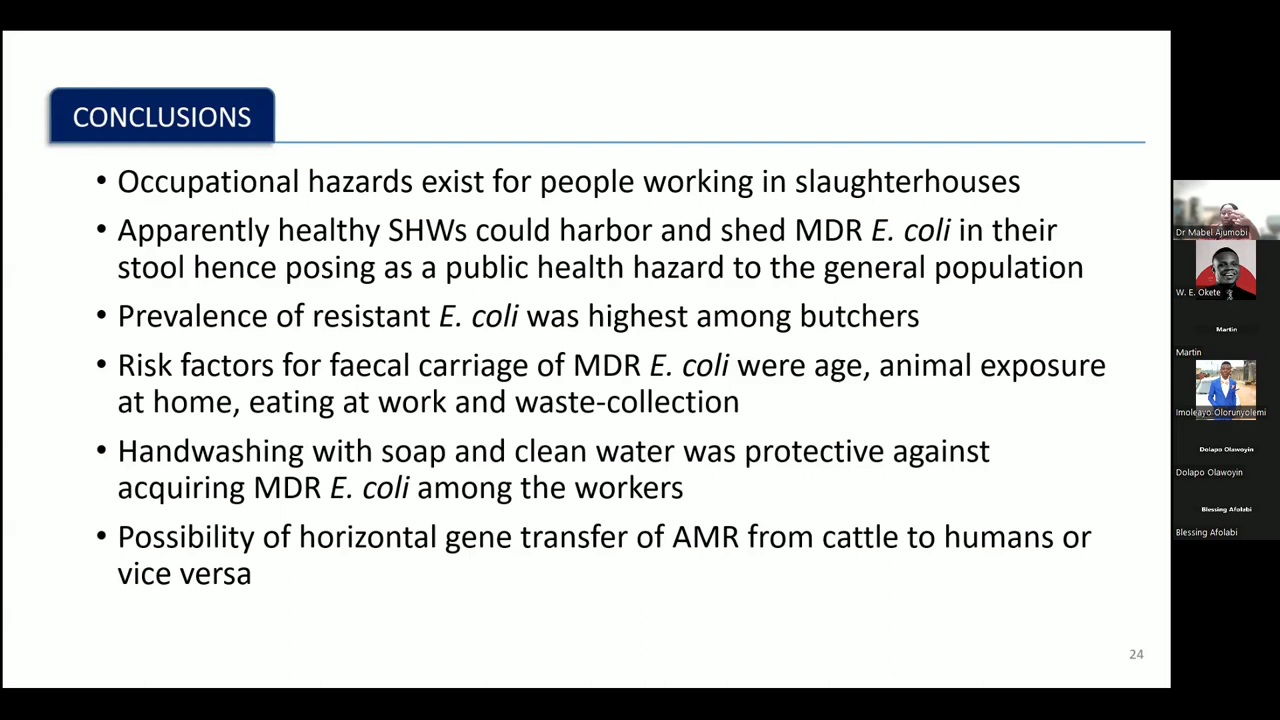 CONCLUSIONS
• Occupational hazards exist for people working in slaughterhouses
• Apparently healthy SHWs could harbor and shed MDR E. coli in their
stool hence posing as a public health hazard to the general population
• Prevalence of resistant E. coli was highest among butchers
• Risk factors for faecal carriage of MDR E. coli were age, animal exposure
at home, eating at work and waste-collection
• Handwashing with soap and clean water was protective against
acquiring MDR E. coli among the workers
• Possibility of horizontal gene transfer of AMR from cattle to humans or
vice versa
24
Dr Mabel Ajumobi
W. E. Okete
Martin
Martin
Imoleayo Olorunyolemi
Dolapo Olawoyin
Dolapo Olawoyin
Blessing Afolabi
Blessing Afolabi